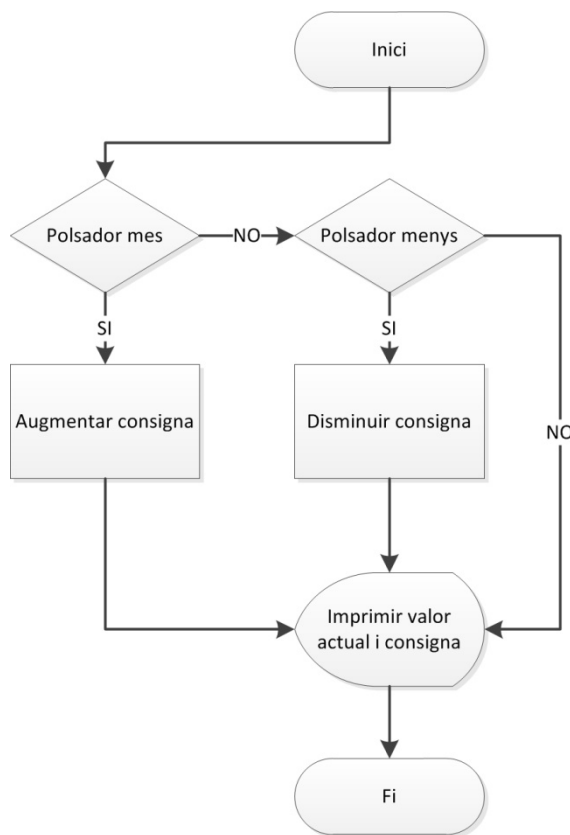 Inici
Polsador mes
NO
Polsador menys
SI
SI
Augmentar consigna
Disminuir consigna
NO
Imprimir valor
actual i consigna
Fi